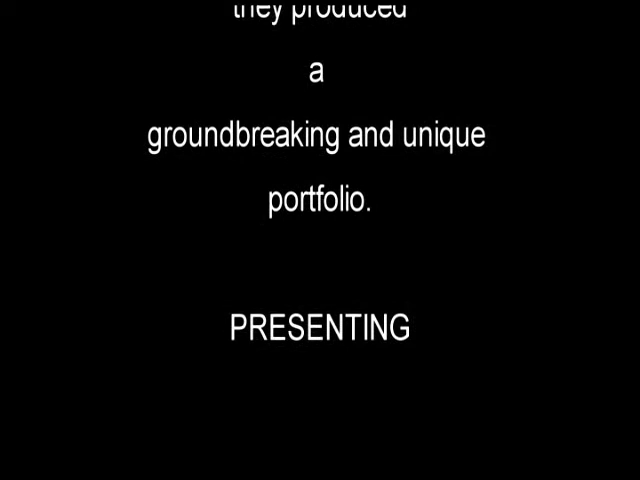 they produced
a
groundbreaking and unique
portfolio.
PRESENTING